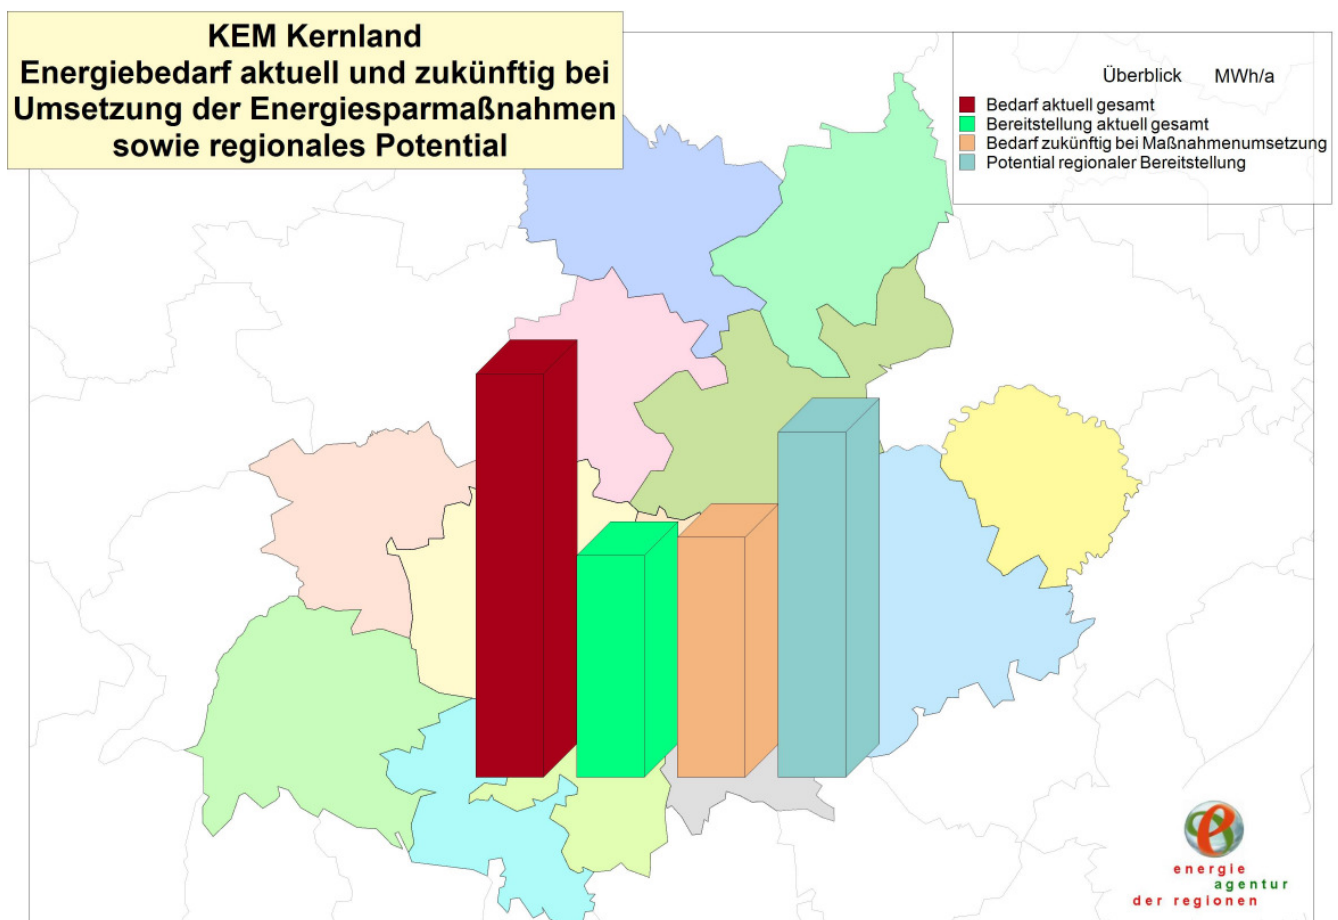 KEM Kernland
Energiebedarf aktuell und zukünftig bei
Umsetzung der Energiesparmaßnahmen
sowie regionales Potential
Überblick MWh/a
Bedarf aktuell gesamt
Bereitstellung aktuell gesamt
Bedarf zukünftig bei Maßnahmenumsetzung
Potential regionaler Bereitstellung
energie
agentur
der regionen